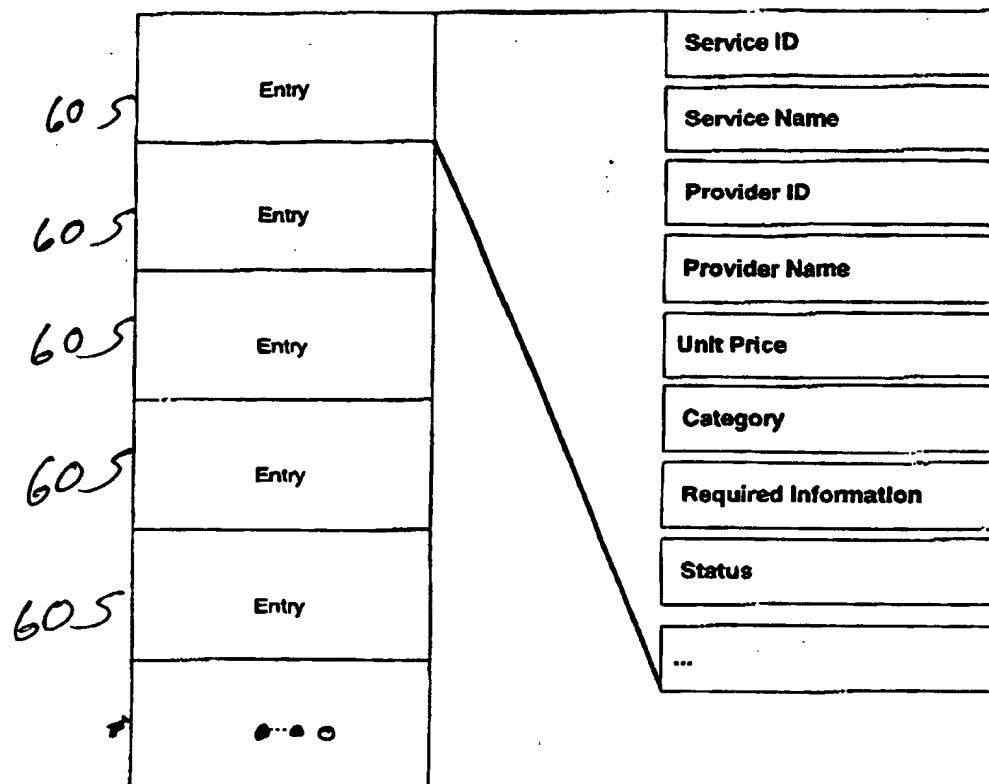 605
Entry
605
Entry
605
Entry
605
Entry
605
Entry
Service ID
Service Name
Provider ID
Provider Name
Unit Price
Category
Required Information
Status
...